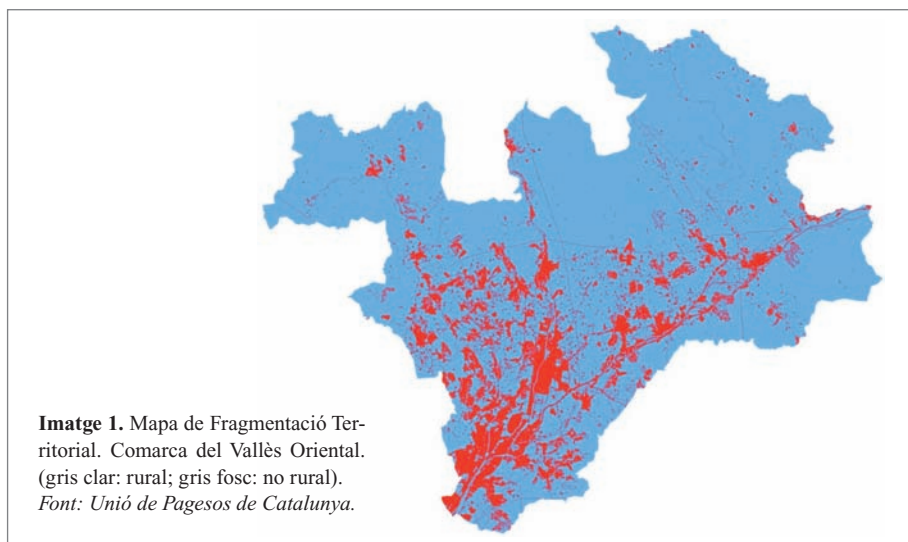 Imatge 1. Mapa de Fragmentació Ter-
ritorial. Comarca del Vallès Oriental.
(gris clar: rural; gris fosc: no rural).
Font: Unió de Pagesos de Catalunya.